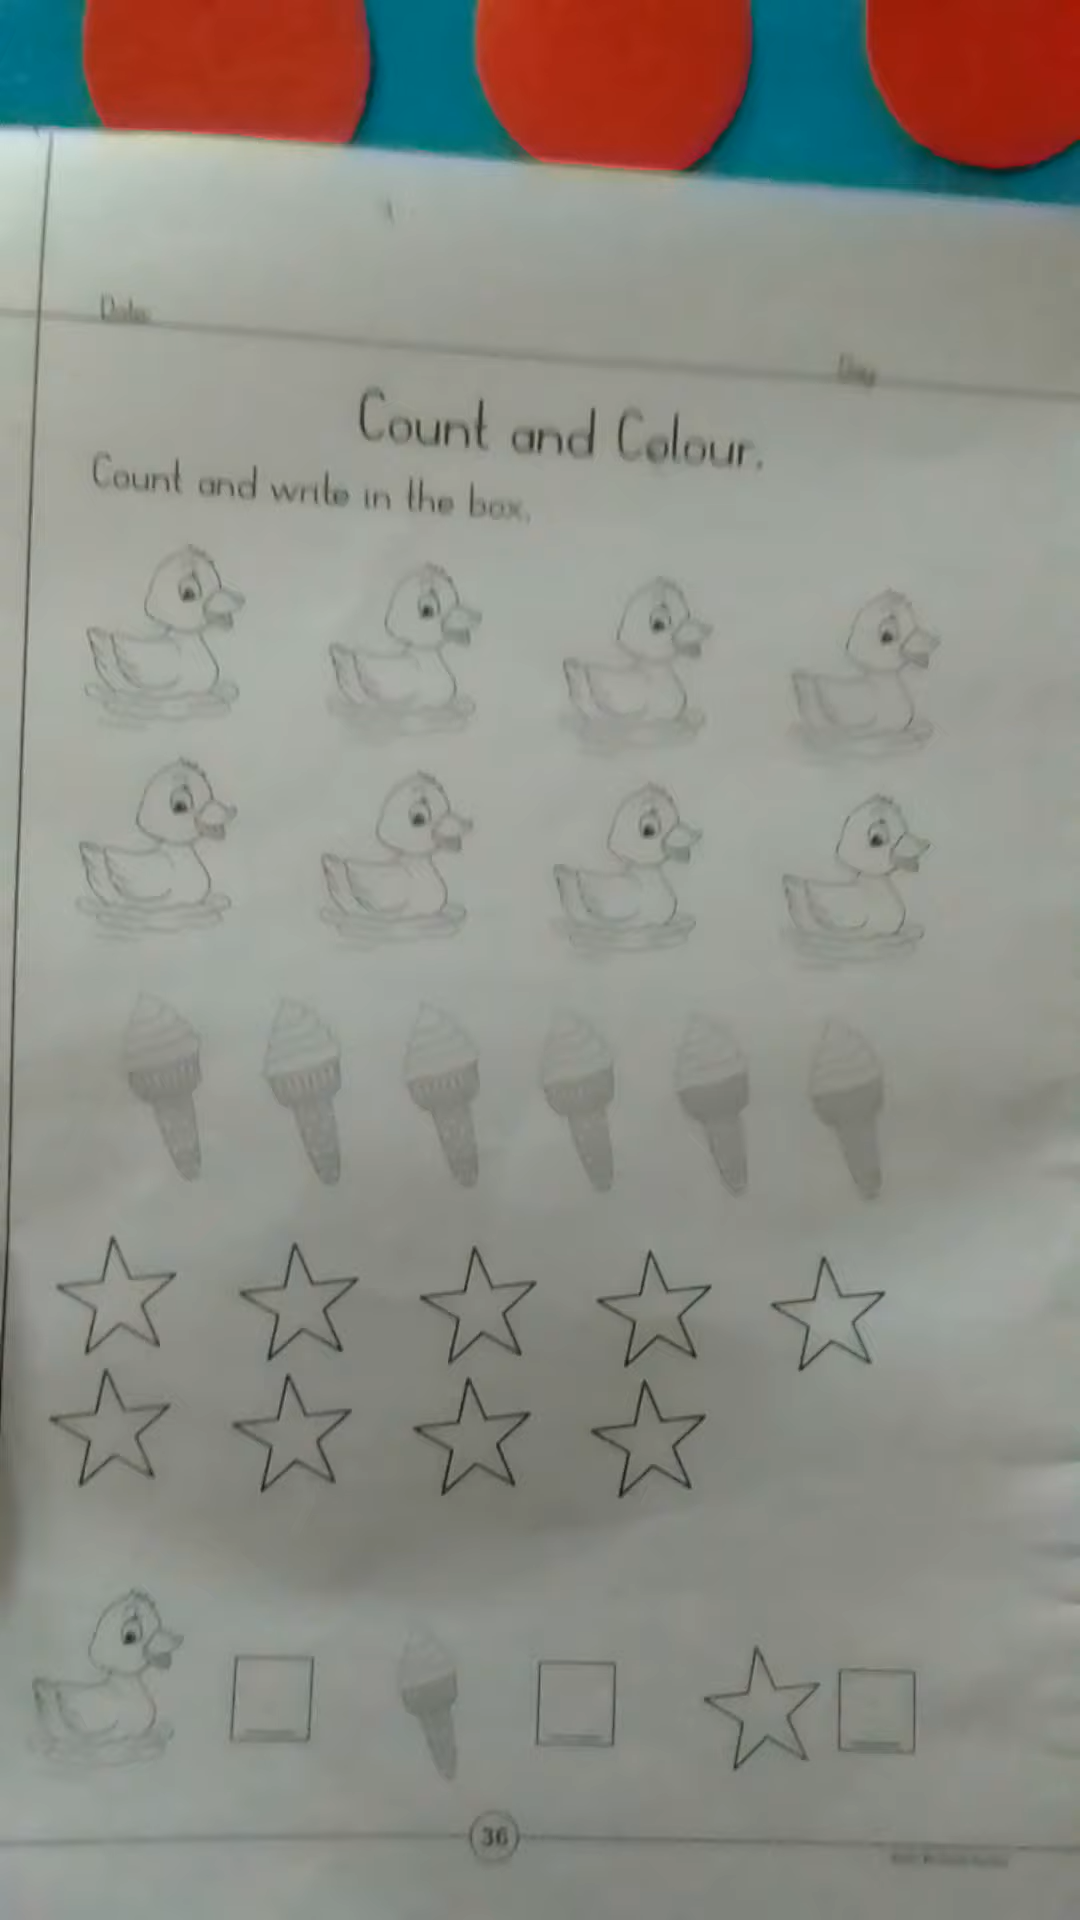 Date
Day
Count and Colour.
Count and write in the box.
36